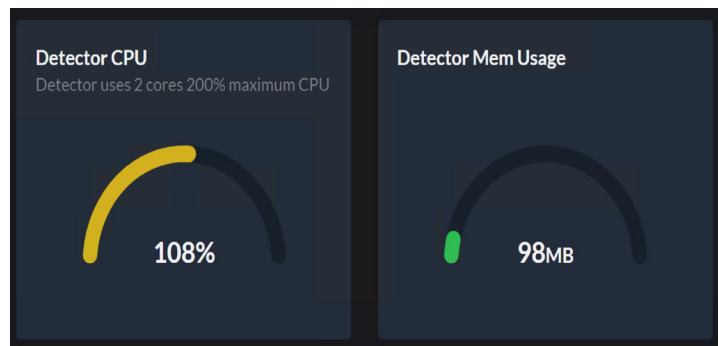 Detector CPU
Detector uses 2 cores 200% maximum CPU
108%
Detector Mem Usage
98MB